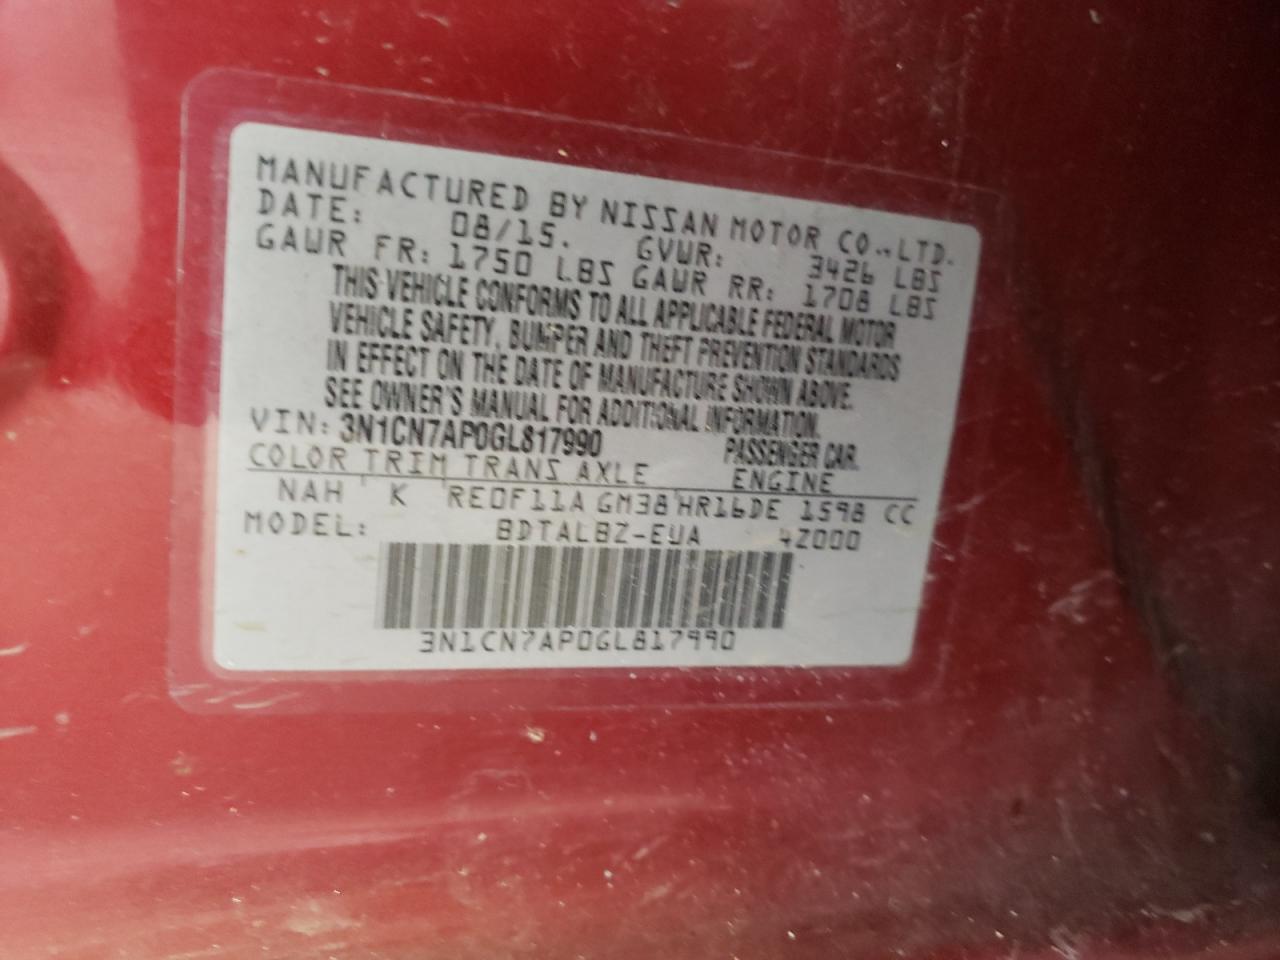 MANUFACTURED BY NISSAN MOTOR CO.,LTD.
DATE: 08/15. GVWR: 3426 LBS
GAWR FR: 1750 LBS GAWR RR: 1708 LBS
THIS VEHICLE CONFORMS TO ALL APPLICABLE FEDERAL MOTOR
VEHICLE SAFETY, BUMPER AND THEFT PREVENTION STANDARDS
IN EFFECT ON THE DATE OF MANUFACTURE SHOWN ABOVE.
SEE OWNER'S MANUAL FOR ADDITIONAL INFORMATION.
VIN: 3N1CN7AP0GL817990 PASSENGER CAR.
COLOR TRIM TRANS AXLE ENGINE
NAH K RE0F11A GM38 HR16DE 1598 CC
MODEL: BDTALBZ-EUA 4Z000
3N1CN7AP0GL817990